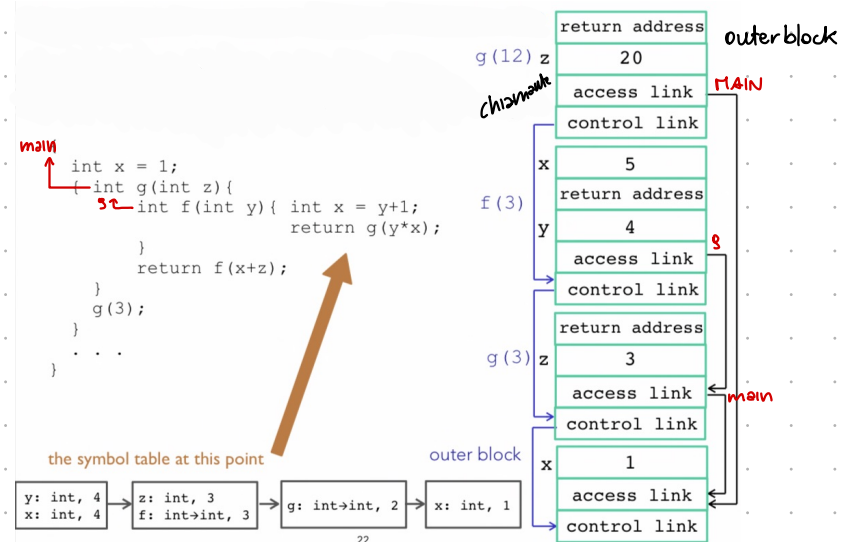 main
int x = 1;
{ int g(int z){
g
int f(int y){ int x = y+1;
return g(y*x);
}
return f(x+z);
}
g(3);
}
. . .
}
the symbol table at this point
y: int, 4
x: int, 4
z: int, 3
f: int→int, 3
g: int→int, 2
x: int, 1
22
outer block
return address
g(12) z 20
chiamante
access link MAIN
control link
x 5
f(3)
return address
y 4
g
access link
control link
return address
g(3) z 3
access link main
control link
outer block
x 1
access link
control link